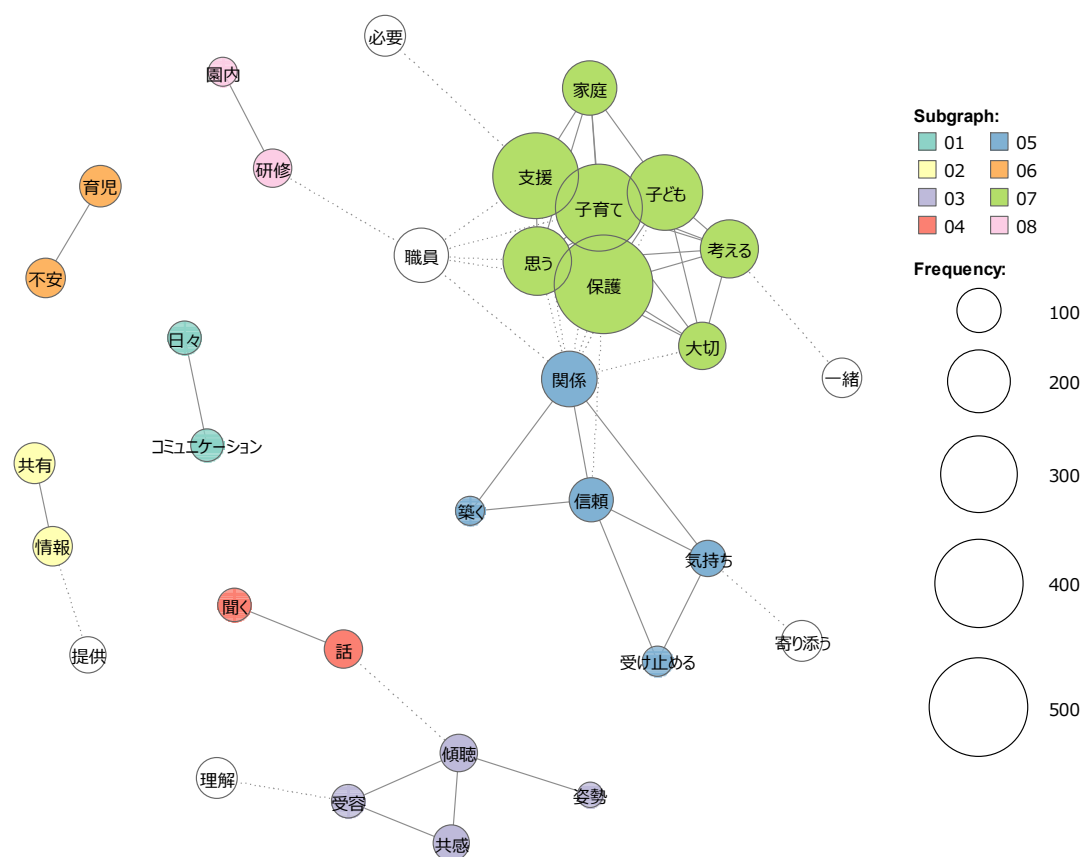 必要
園内
家庭
研修
支援
子ども
育児
子育て
職員
考える
思う
不安
保護
日々
大切
関係
一緒
コミュニケーション
共有
信頼
築く
情報
気持ち
聞く
話
寄り添う
提供
受け止める
傾聴
理解
受容
姿勢
共感
Subgraph:
01 05
02 06
03 07
04 08
Frequency:
100
200
300
400
500